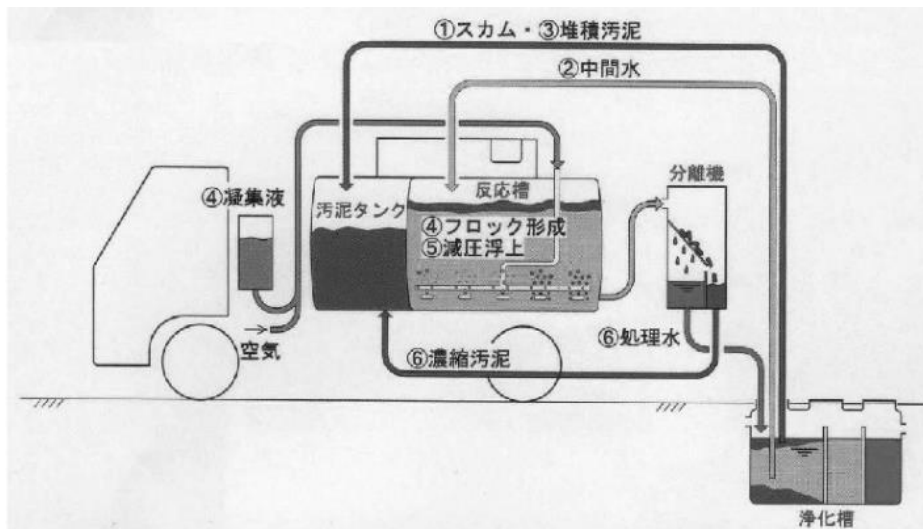 ①スカム・③堆積汚泥
②中間水
分離機
④凝集液
汚泥タンク
反応槽
④フロック形成
⑤減圧浮上
空気
⑥濃縮汚泥
⑥処理水
浄化槽